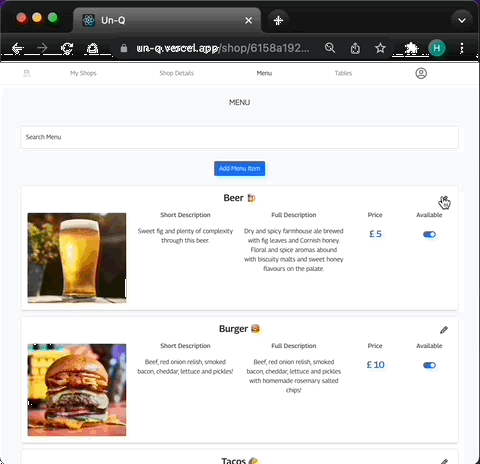 Un-Q
un-q.vercel.app/shop/6158a192...
H
My Shops Shop Details Menu Tables
MENU
Search Menu
Add Menu Item
Beer 🍺
Short Description Full Description Price Available
Sweet fig and plenty of complexity
through this beer.
Dry and spicy farmhouse ale brewed
with fig leaves and Cornish honey
Floral and spice aromas abound
with biscuity malts and sweet honey
flavours on the palate.
£ 5
Burger 🍔
Short Description Full Description Price Available
Beef, red onion relish, smoked
bacon, cheddar, lettuce and pickles!
Beef, red onion relish, smoked
bacon, cheddar, lettuce and pickles
with homemade rosemary salted
chips!
£ 10
Tacos 🌮